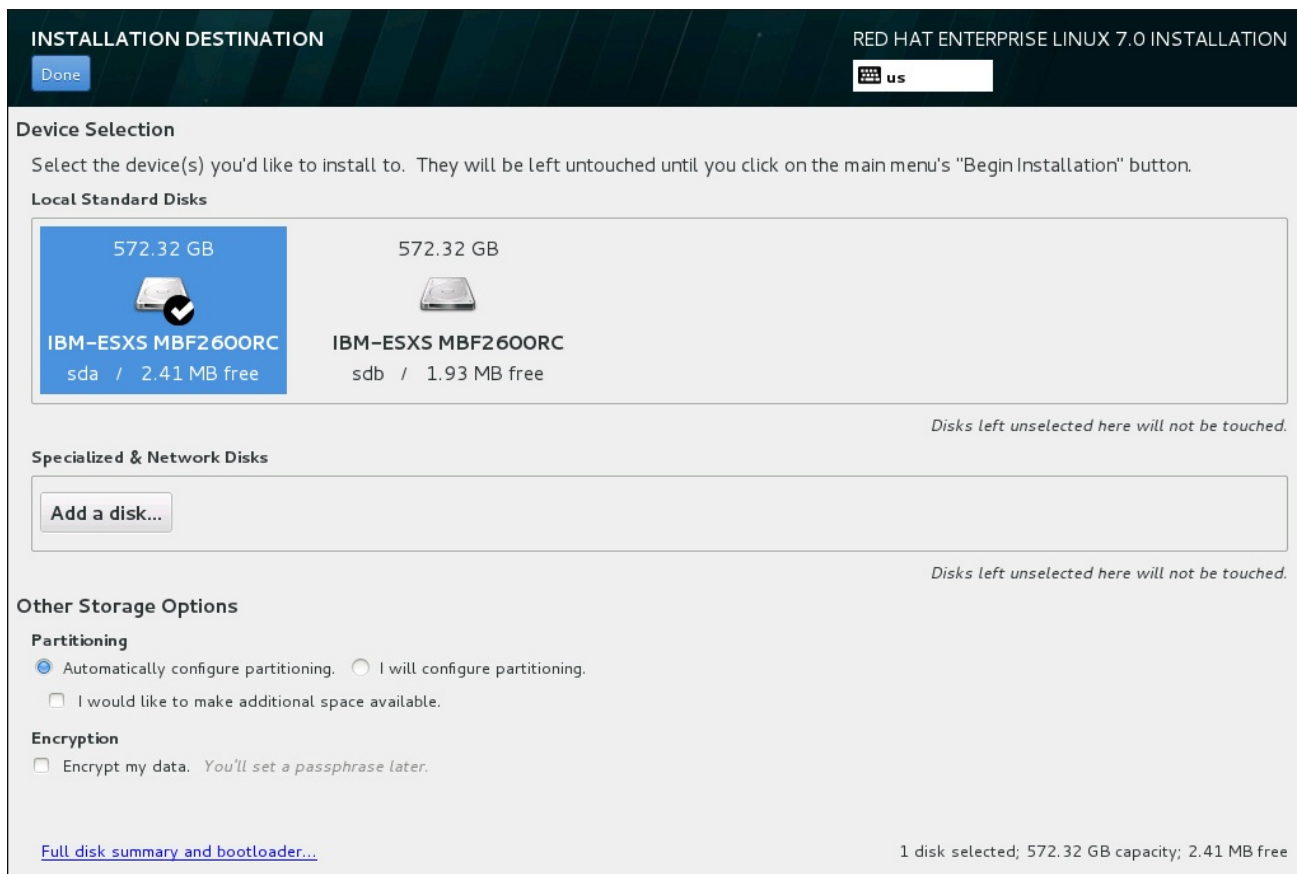 INSTALLATION DESTINATION
RED HAT ENTERPRISE LINUX 7.0 INSTALLATION
Done
us
Device Selection
Select the device(s) you'd like to install to. They will be left untouched until you click on the main menu's "Begin Installation" button.
Local Standard Disks
572.32 GB
IBM-ESXS MBF2600RC
sda / 2.41 MB free
572.32 GB
IBM-ESXS MBF2600RC
sdb / 1.93 MB free
Disks left unselected here will not be touched.
Specialized & Network Disks
Add a disk...
Disks left unselected here will not be touched.
Other Storage Options
Partitioning
Automatically configure partitioning. I will configure partitioning.
I would like to make additional space available.
Encryption
Encrypt my data. You'll set a passphrase later.
Full disk summary and bootloader...
1 disk selected; 572.32 GB capacity; 2.41 MB free